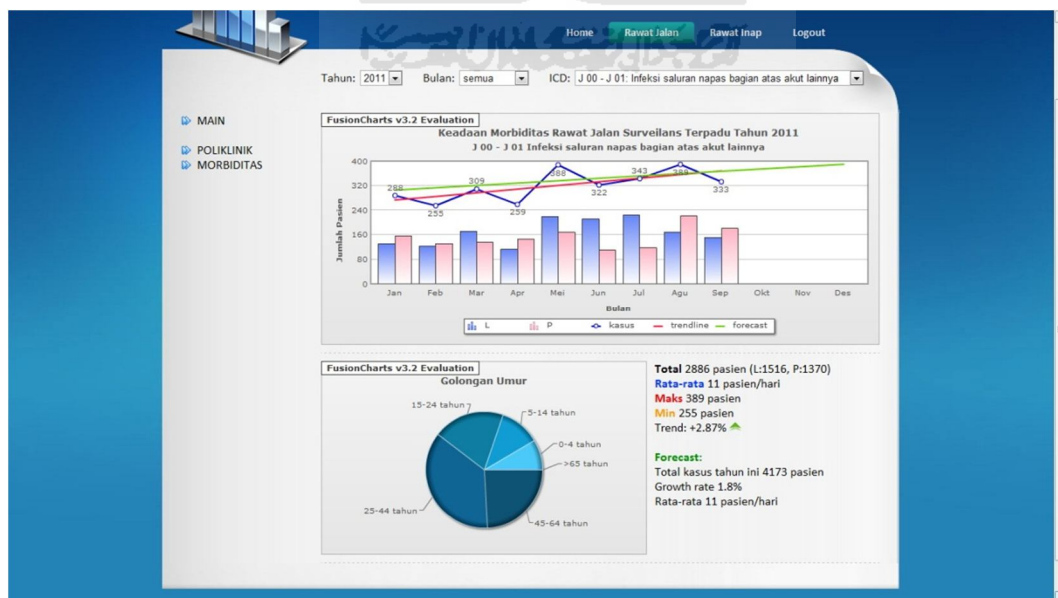 Home Rawat Jalan Rawat Inap Logout
Tahun: 2011 Bulan: semua ICD: J 00 - J 01: Infeksi saluran napas bagian atas akut lainnya
MAIN
POLIKLINIK
MORBIDITAS
FusionCharts v3.2 Evaluation
Keadaan Morbiditas Rawat Jalan Surveilans Terpadu Tahun 2011
J 00 - J 01 Infeksi saluran napas bagian atas akut lainnya
Jumlah Pasien
400
320
240
160
80
0
288 255 309 259 388 322 343 389 333
Jan Feb Mar Apr Mei Jun Jul Agu Sep Okt Nov Des
Bulan
L P kasus trendline forecast
FusionCharts v3.2 Evaluation
Golongan Umur
15-24 tahun
5-14 tahun
0-4 tahun
>65 tahun
25-44 tahun
45-64 tahun
Total 2886 pasien (L:1516, P:1370)
Rata-rata 11 pasien/hari
Maks 389 pasien
Min 255 pasien
Trend: +2.87%
Forecast:
Total kasus tahun ini 4173 pasien
Growth rate 1.8%
Rata-rata 11 pasien/hari